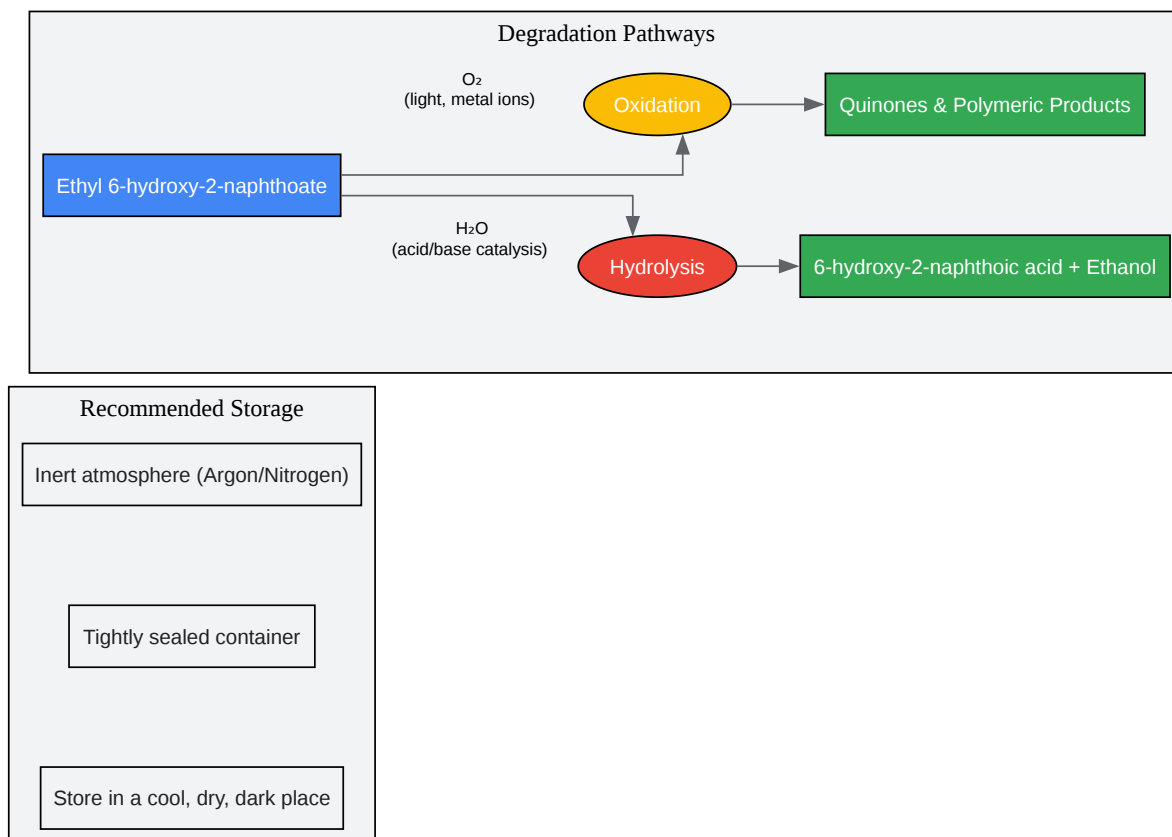 Degradation Pathways
O₂
(light, metal ions)
Oxidation
Quinones & Polymeric Products
Ethyl 6-hydroxy-2-naphthoate
H₂O
(acid/base catalysis)
Hydrolysis
6-hydroxy-2-naphthoic acid + Ethanol
Recommended Storage
Inert atmosphere (Argon/Nitrogen)
Tightly sealed container
Store in a cool, dry, dark place